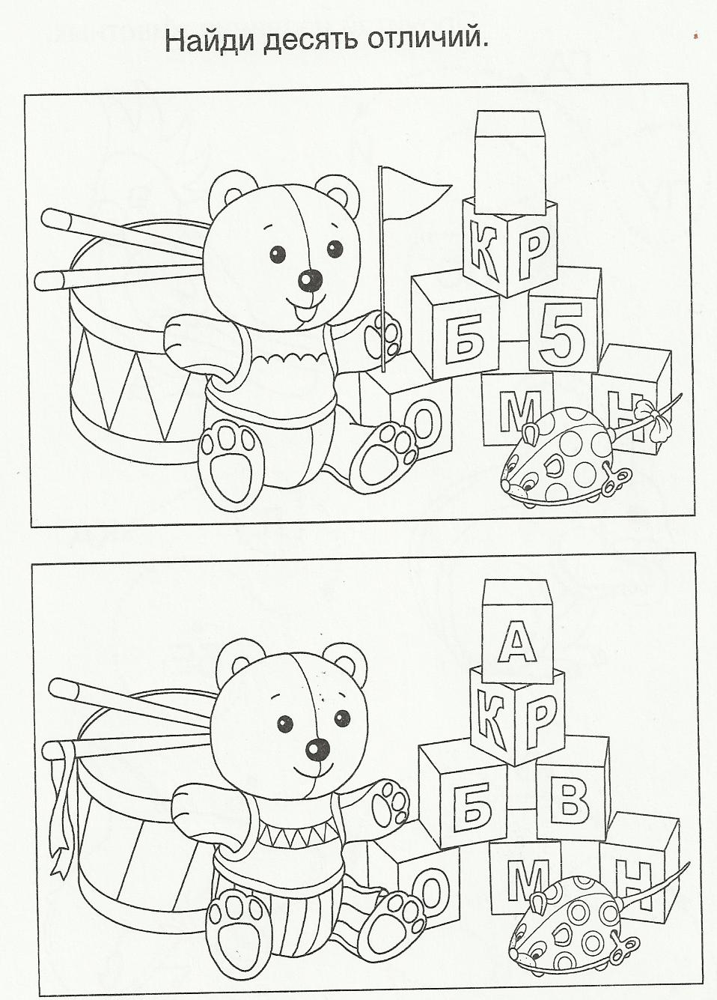 Найди десять отличий.
К Р
Б 5
О М Н
А
К Р
Б В
О М Н